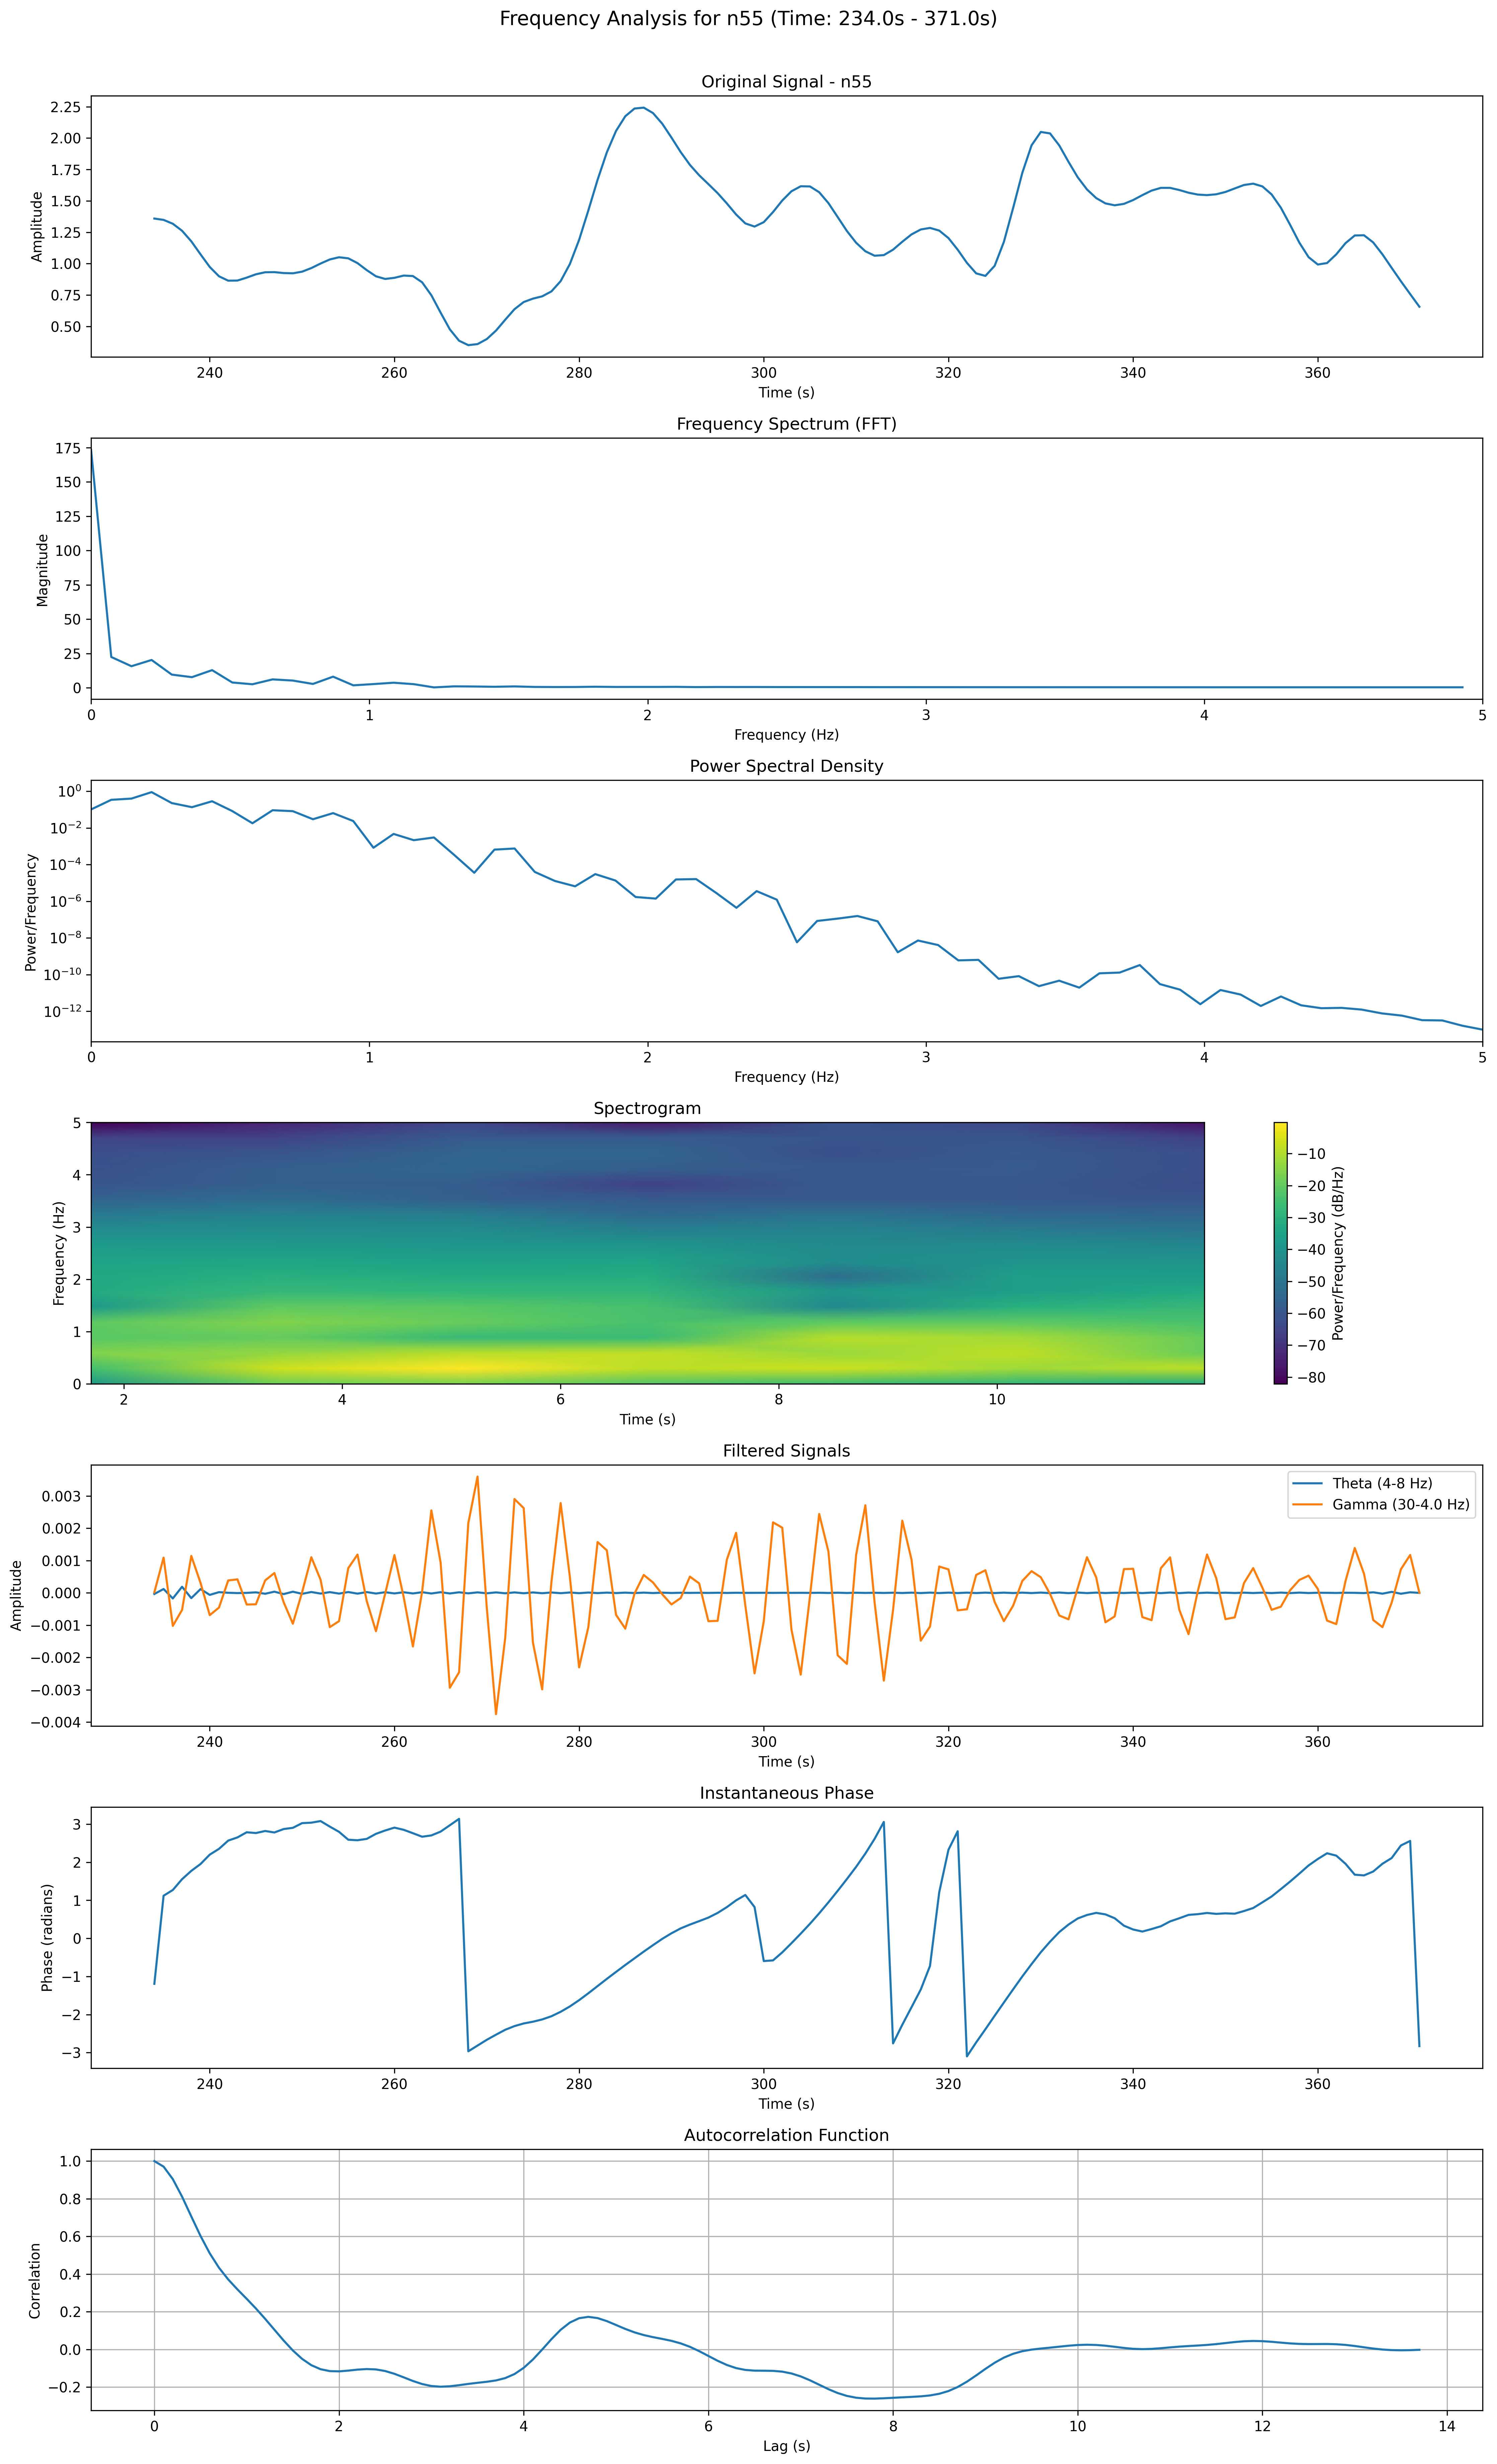 Frequency Analysis for n55 (Time: 234.0s - 371.0s)
Original Signal - n55
Amplitude
2.25
2.00
1.75
1.50
1.25
1.00
0.75
0.50
240 260 280 300 320 340 360
Time (s)
Frequency Spectrum (FFT)
Magnitude
175
150
125
100
75
50
25
0
0 1 2 3 4 5
Frequency (Hz)
Power Spectral Density
Power/Frequency
10⁰
10⁻²
10⁻⁴
10⁻⁶
10⁻⁸
10⁻¹⁰
10⁻¹²
0 1 2 3 4 5
Frequency (Hz)
Spectrogram
Frequency (Hz)
5
4
3
2
1
0
2 4 6 8 10
Time (s)
−10
−20
−30
−40
−50
−60
−70
−80
Power/Frequency (dB/Hz)
Filtered Signals
Theta (4-8 Hz)
Gamma (30-4.0 Hz)
Amplitude
0.003
0.002
0.001
0.000
−0.001
−0.002
−0.003
−0.004
240 260 280 300 320 340 360
Time (s)
Instantaneous Phase
Phase (radians)
3
2
1
0
−1
−2
−3
240 260 280 300 320 340 360
Time (s)
Autocorrelation Function
Correlation
1.0
0.8
0.6
0.4
0.2
0.0
−0.2
0 2 4 6 8 10 12 14
Lag (s)